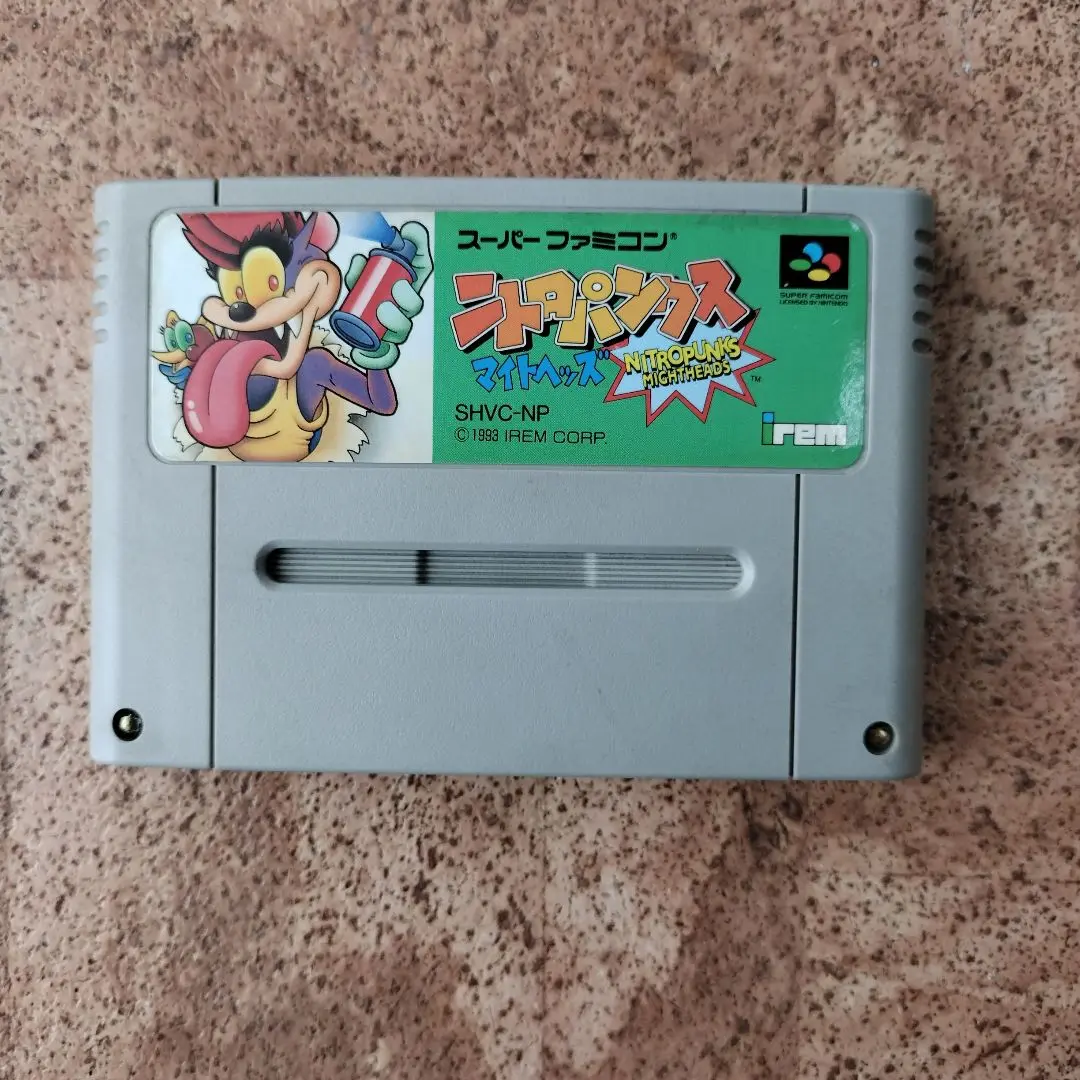 スーパーファミコン®
ニトロパンクス
マイトヘッズ
NITROPUNKS
MIGHTHEADS
TM
SHVC-NP
©1993 IREM CORP.
SUPER FAMICOM
LICENSED BY NINTENDO
irem